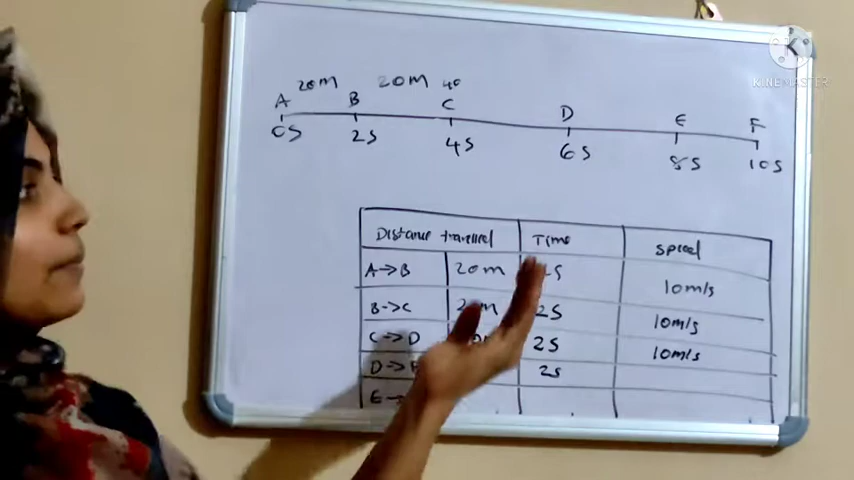 K
KINEMASTER
20m 20m 40
A B C D E F
0S 2S 4S 6S 8S 10S
Distance travelled Time speed
A→B 20m 10m/s
B→C 2S 10m/s
C→D 2S 10m/s
D→ 2S
E→